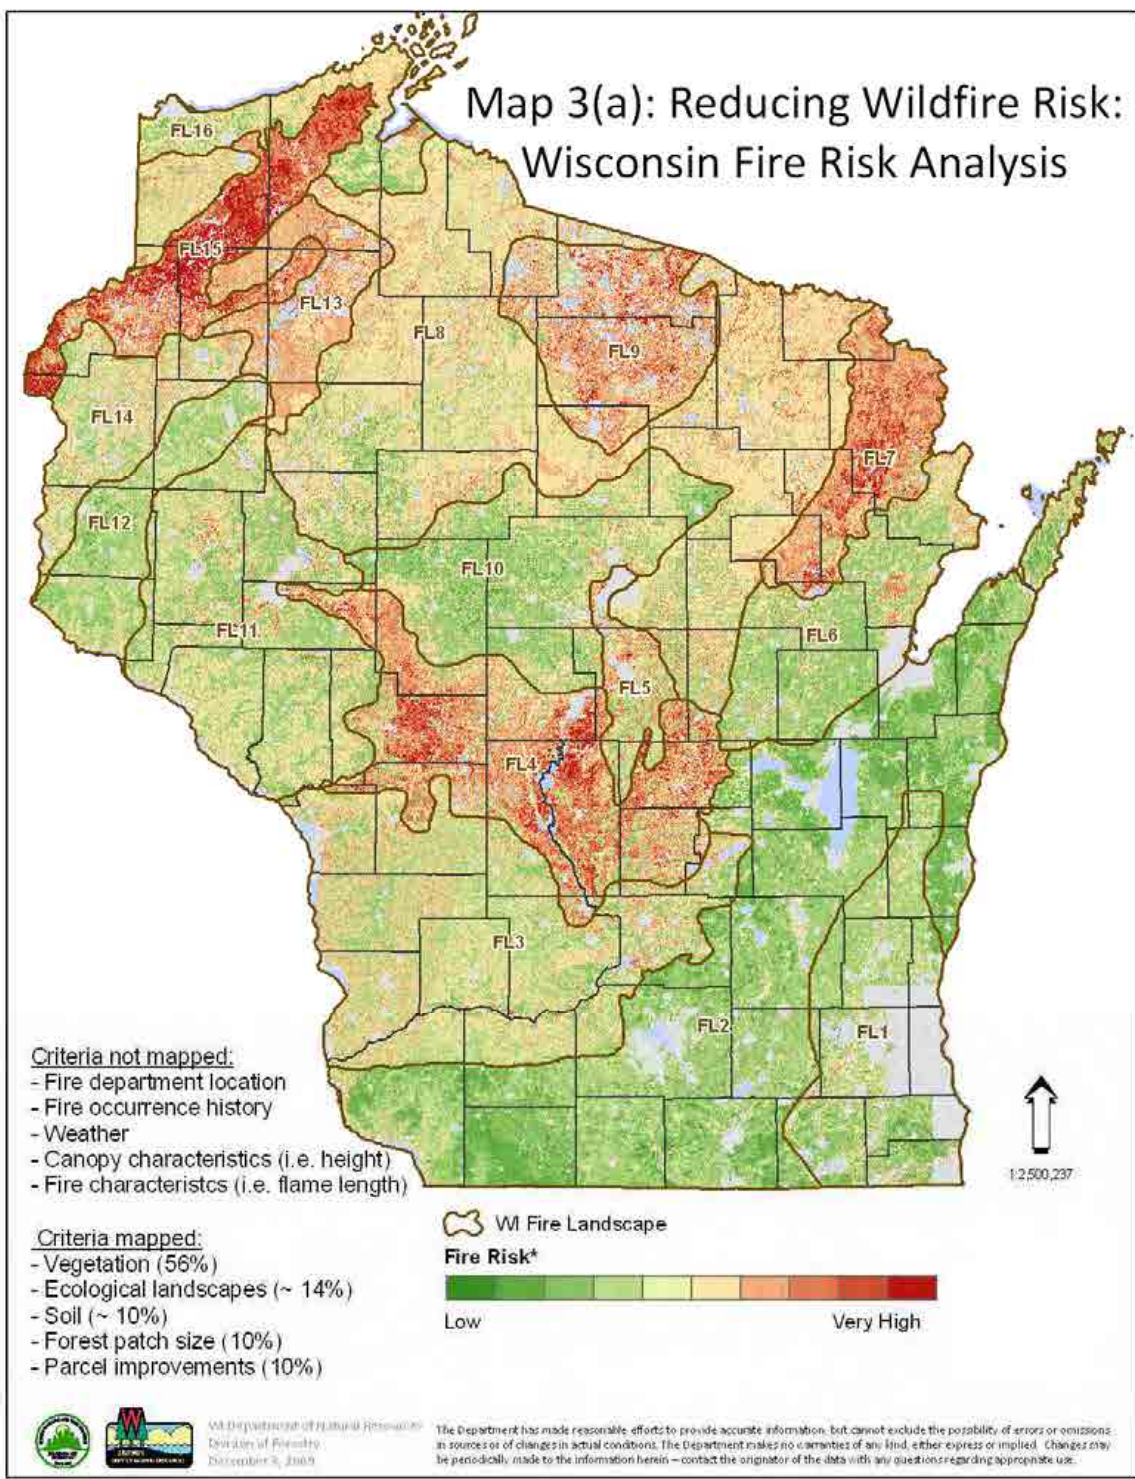 Map 3(a): Reducing Wildfire Risk:
Wisconsin Fire Risk Analysis
FL16
FL15
FL13
FL8
FL9
FL14
FL7
FL12
FL10
FL11
FL6
FL5
FL4
FL3
FL2
FL1
Criteria not mapped:
- Fire department location
- Fire occurrence history
- Weather
- Canopy characteristics (i.e. height)
- Fire characteristcs (i.e. flame length)
1:2,500,237
Criteria mapped:
- Vegetation (56%)
- Ecological landscapes (~ 14%)
- Soil (~ 10%)
- Forest patch size (10%)
- Parcel improvements (10%)
WI Fire Landscape
Fire Risk*
Low
Very High
W
WI Department of Natural Resources
Division of Forestry
December 3, 2009
The Department has made reasonable efforts to provide accurate information, but cannot exclude the possibility of errors or omissions
in sources or of changes in actual conditions. The Department makes no warranties of any kind, either express or implied. Changes may
be periodically made to the information herein – contact the originator of the data with any questions regarding appropriate use.